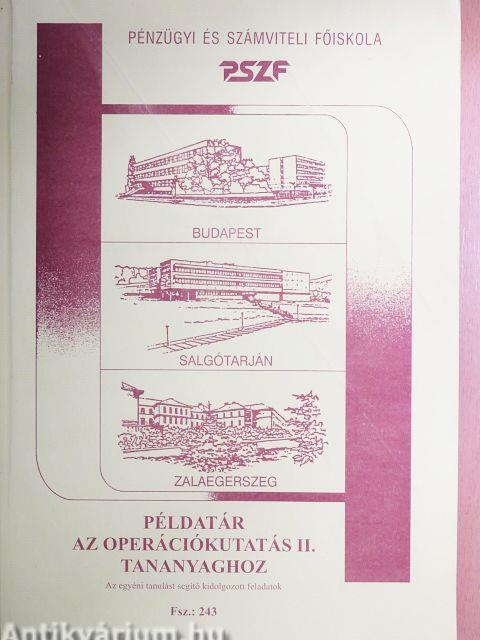 PÉNZÜGYI ÉS SZÁMVITELI FŐISKOLA
PSZF
BUDAPEST
SALGÓTARJÁN
ZALAEGERSZEG
PÉLDATÁR
AZ OPERÁCIÓKUTATÁS II.
TANANYAGHOZ
Az egyéni tanulást segítő kidolgozott feladatok
Fsz.: 243
Antikvárium.hu